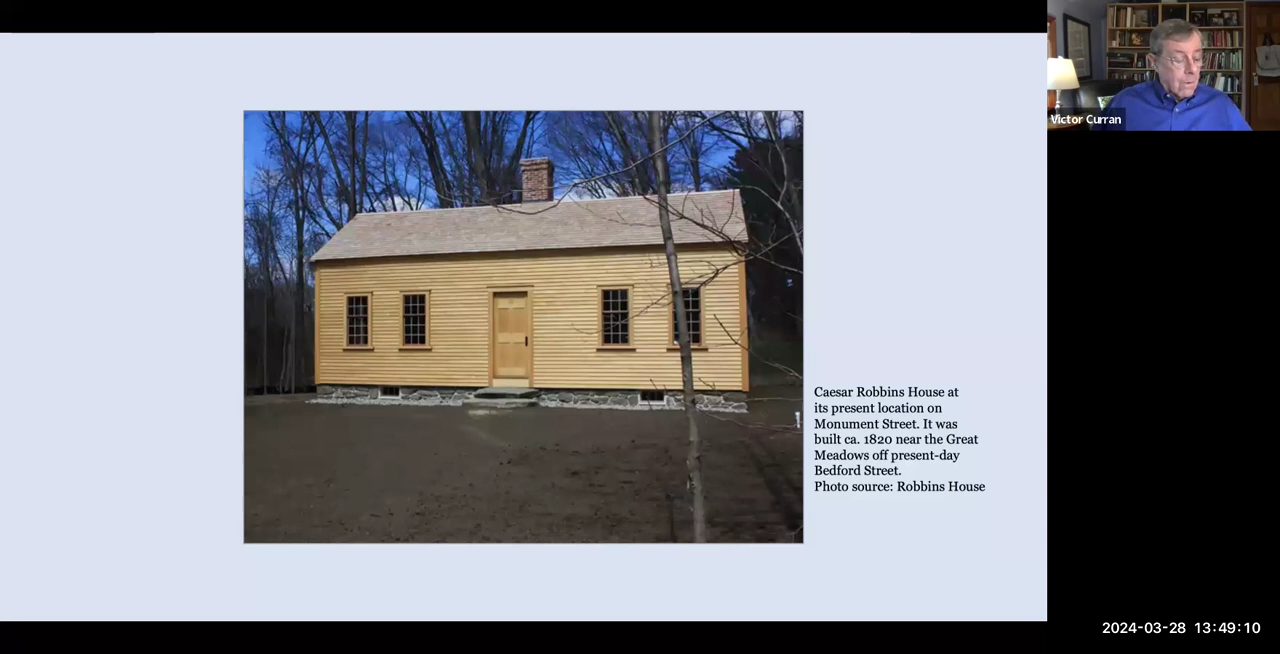 Victor Curran
Caesar Robbins House at
its present location on
Monument Street. It was
built ca. 1820 near the Great
Meadows off present-day
Bedford Street.
Photo source: Robbins House
2024-03-28 13:49:10